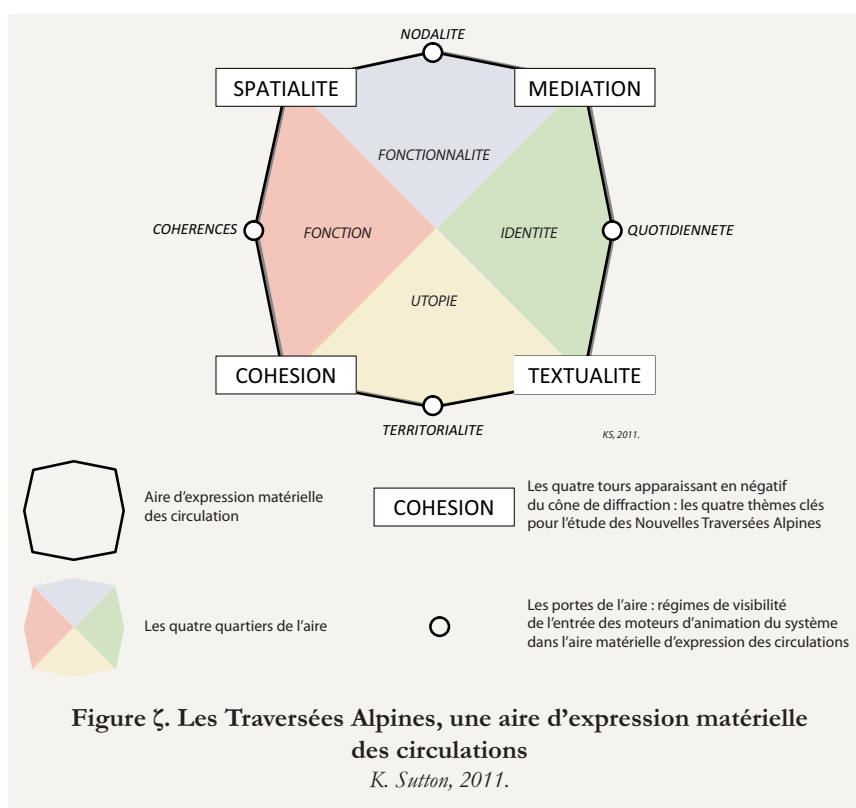 NODALITE
SPATIALITE
MEDIATION
FONCTIONNALITE
COHERENCES
FONCTION
IDENTITE
QUOTIDIENNETE
UTOPIE
COHESION
TEXTUALITE
TERRITORIALITE
KS, 2011.
Aire d'expression matérielle
des circulation
COHESION
Les quatre tours apparaissant en négatif
du cône de diffraction : les quatre thèmes clés
pour l'étude des Nouvelles Traversées Alpines
Les quatre quartiers de l'aire
Les portes de l'aire : régimes de visibilité
de l'entrée des moteurs d'animation du système
dans l'aire matérielle d'expression des circulations
Figure ζ. Les Traversées Alpines, une aire d'expression matérielle
des circulations
K. Sutton, 2011.